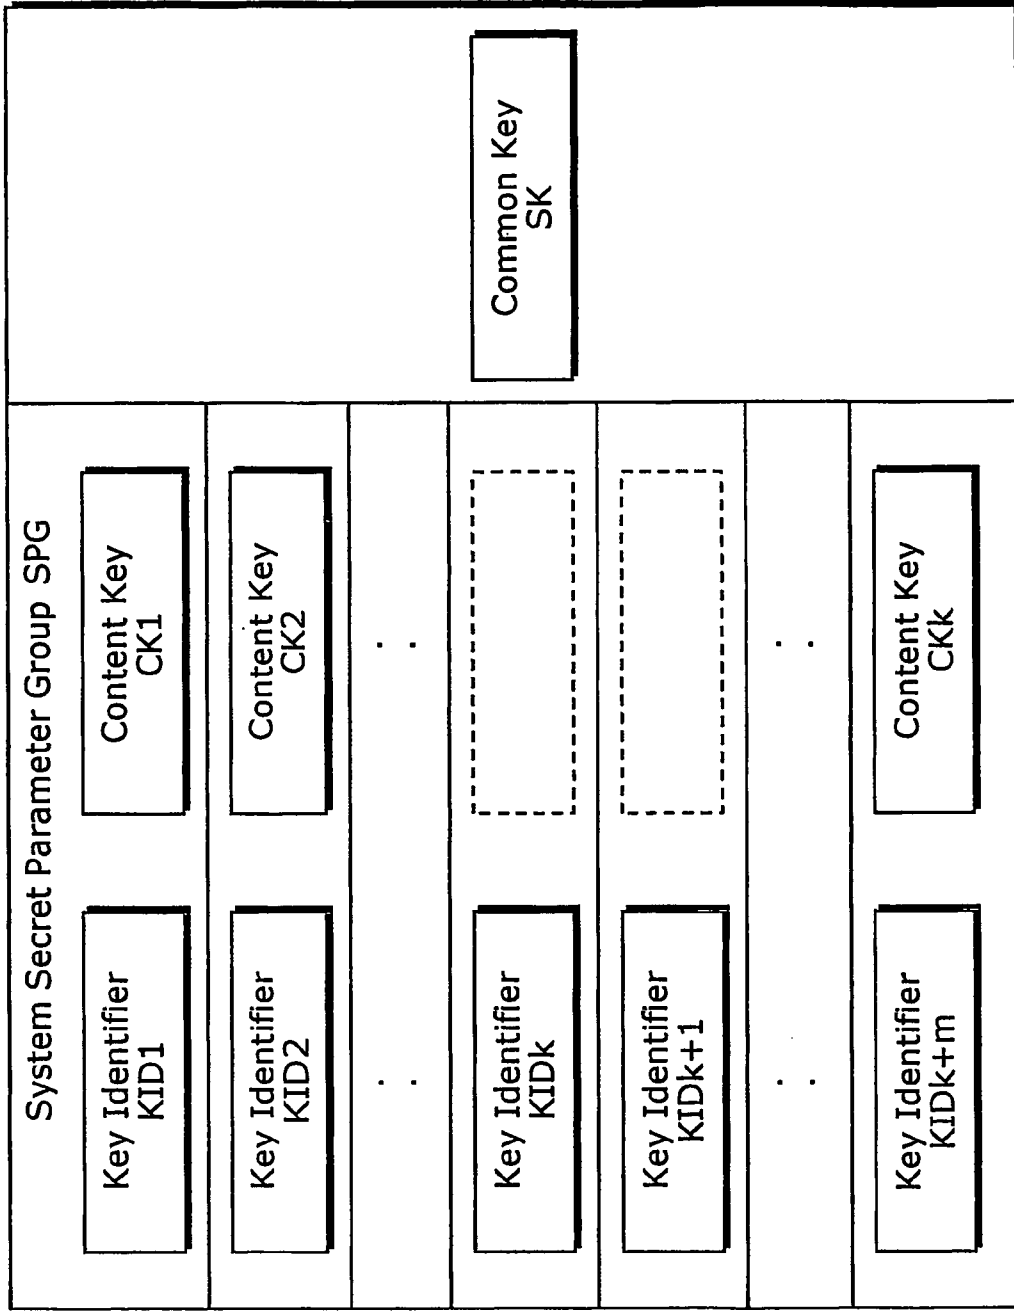 System Secret Parameter Group SPG
Key Identifier
KID1
Content Key
CK1
Key Identifier
KID2
Content Key
CK2
. .
. .
Key Identifier
KIDk
Key Identifier
KIDk+1
Common Key
SK
. .
. .
Key Identifier
KIDk+m
Content Key
CKk